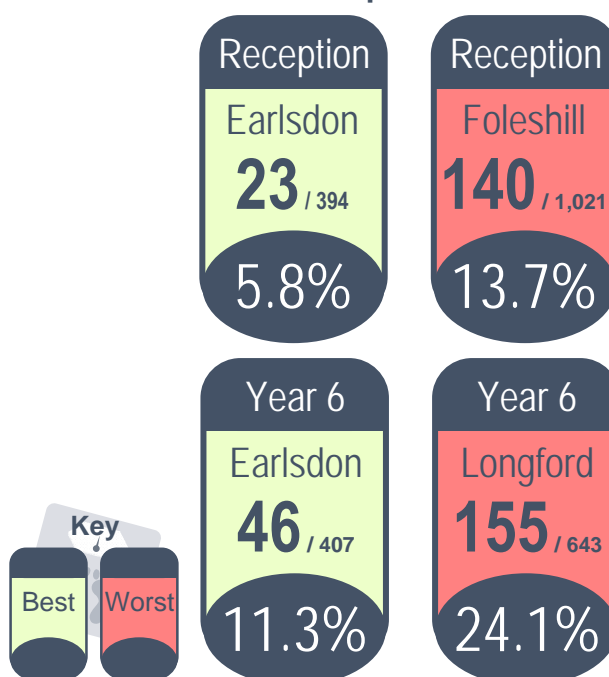 Reception
Earlsdon
23 / 394
5.8%
Reception
Foleshill
140 / 1,021
13.7%
Year 6
Earlsdon
46 / 407
11.3%
Year 6
Longford
155 / 643
24.1%
Key
Best
Worst